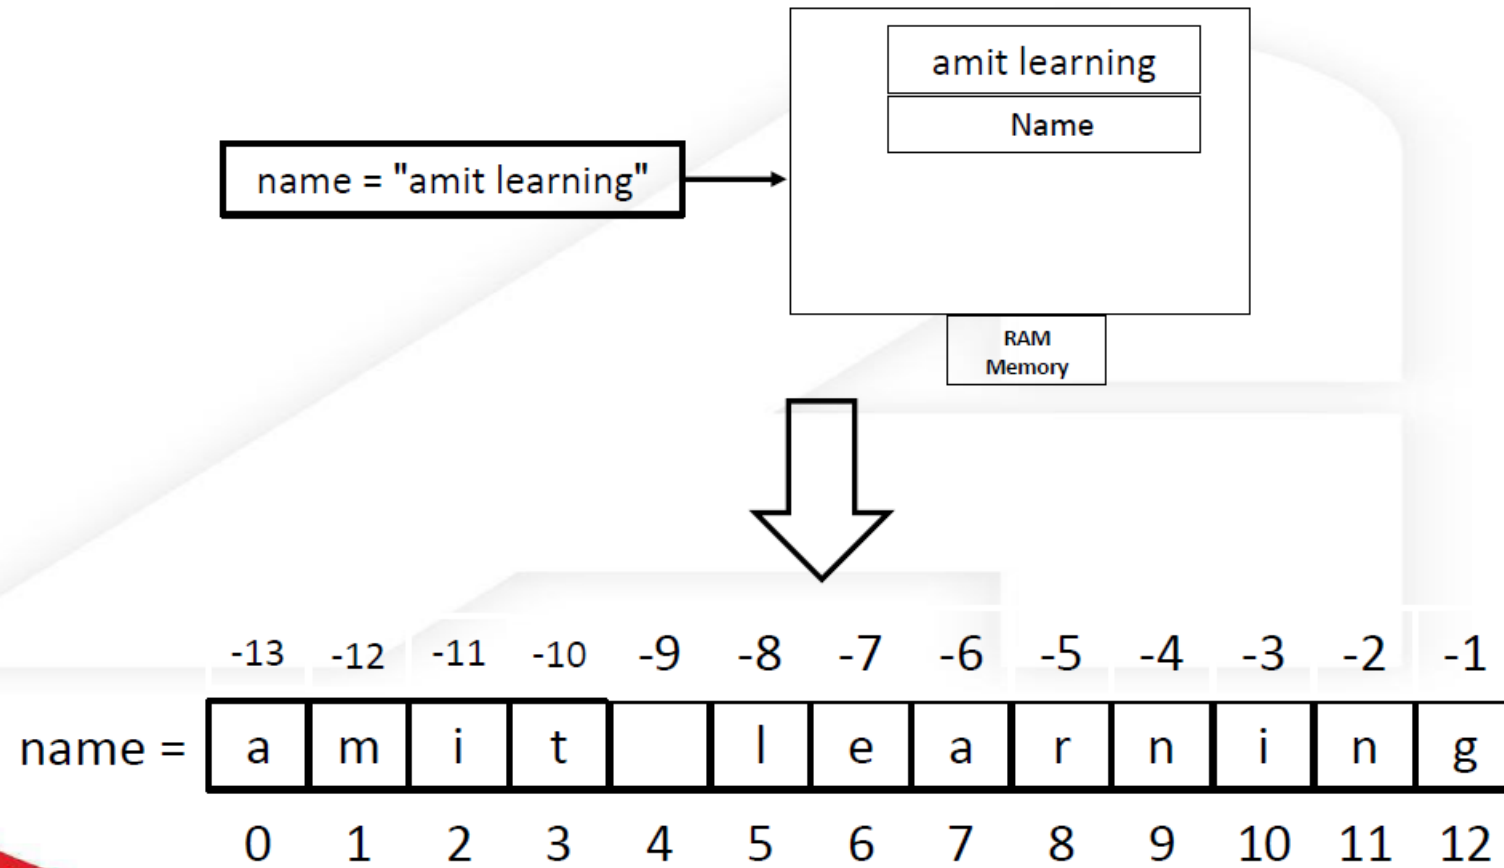 amit learning
Name
name = "amit learning"
RAM
Memory
-13 -12 -11 -10 -9 -8 -7 -6 -5 -4 -3 -2 -1
name = a m i t l e a r n i n g
0 1 2 3 4 5 6 7 8 9 10 11 12